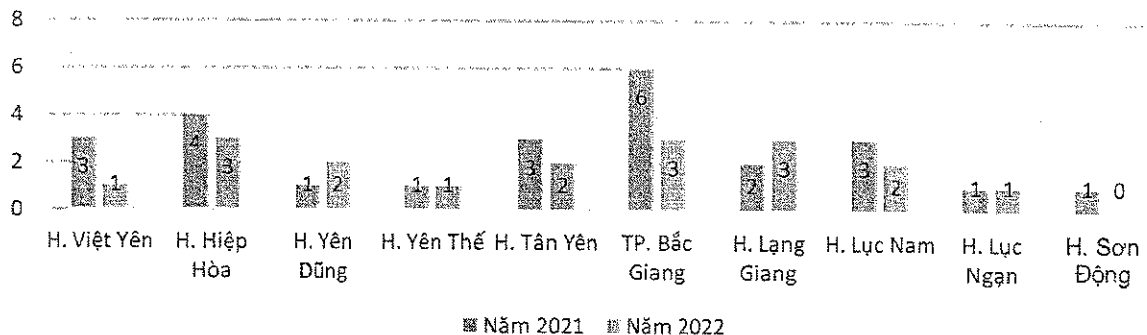 8
6
4
2
0
3 1 4 3 1 2 1 1 3 2 6 3 2 3 3 2 1 1 1 0
H. Việt Yên H. Hiệp Hòa H. Yên Dũng H. Yên Thế H. Tân Yên TP. Bắc Giang H. Lạng Giang H. Lục Nam H. Lục Ngạn H. Sơn Động
Năm 2021 Năm 2022